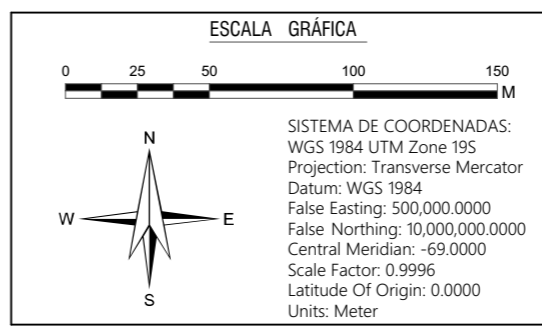 ESCALA GRÁFICA
0 25 50 100 150
M
SISTEMA DE COORDENADAS:
WGS 1984 UTM Zone 19S
Projection: Transverse Mercator
Datum: WGS 1984
False Easting: 500,000.0000
False Northing: 10,000,000.0000
Central Meridian: -69.0000
Scale Factor: 0.9996
Latitude Of Origin: 0.0000
Units: Meter
N
W E
S